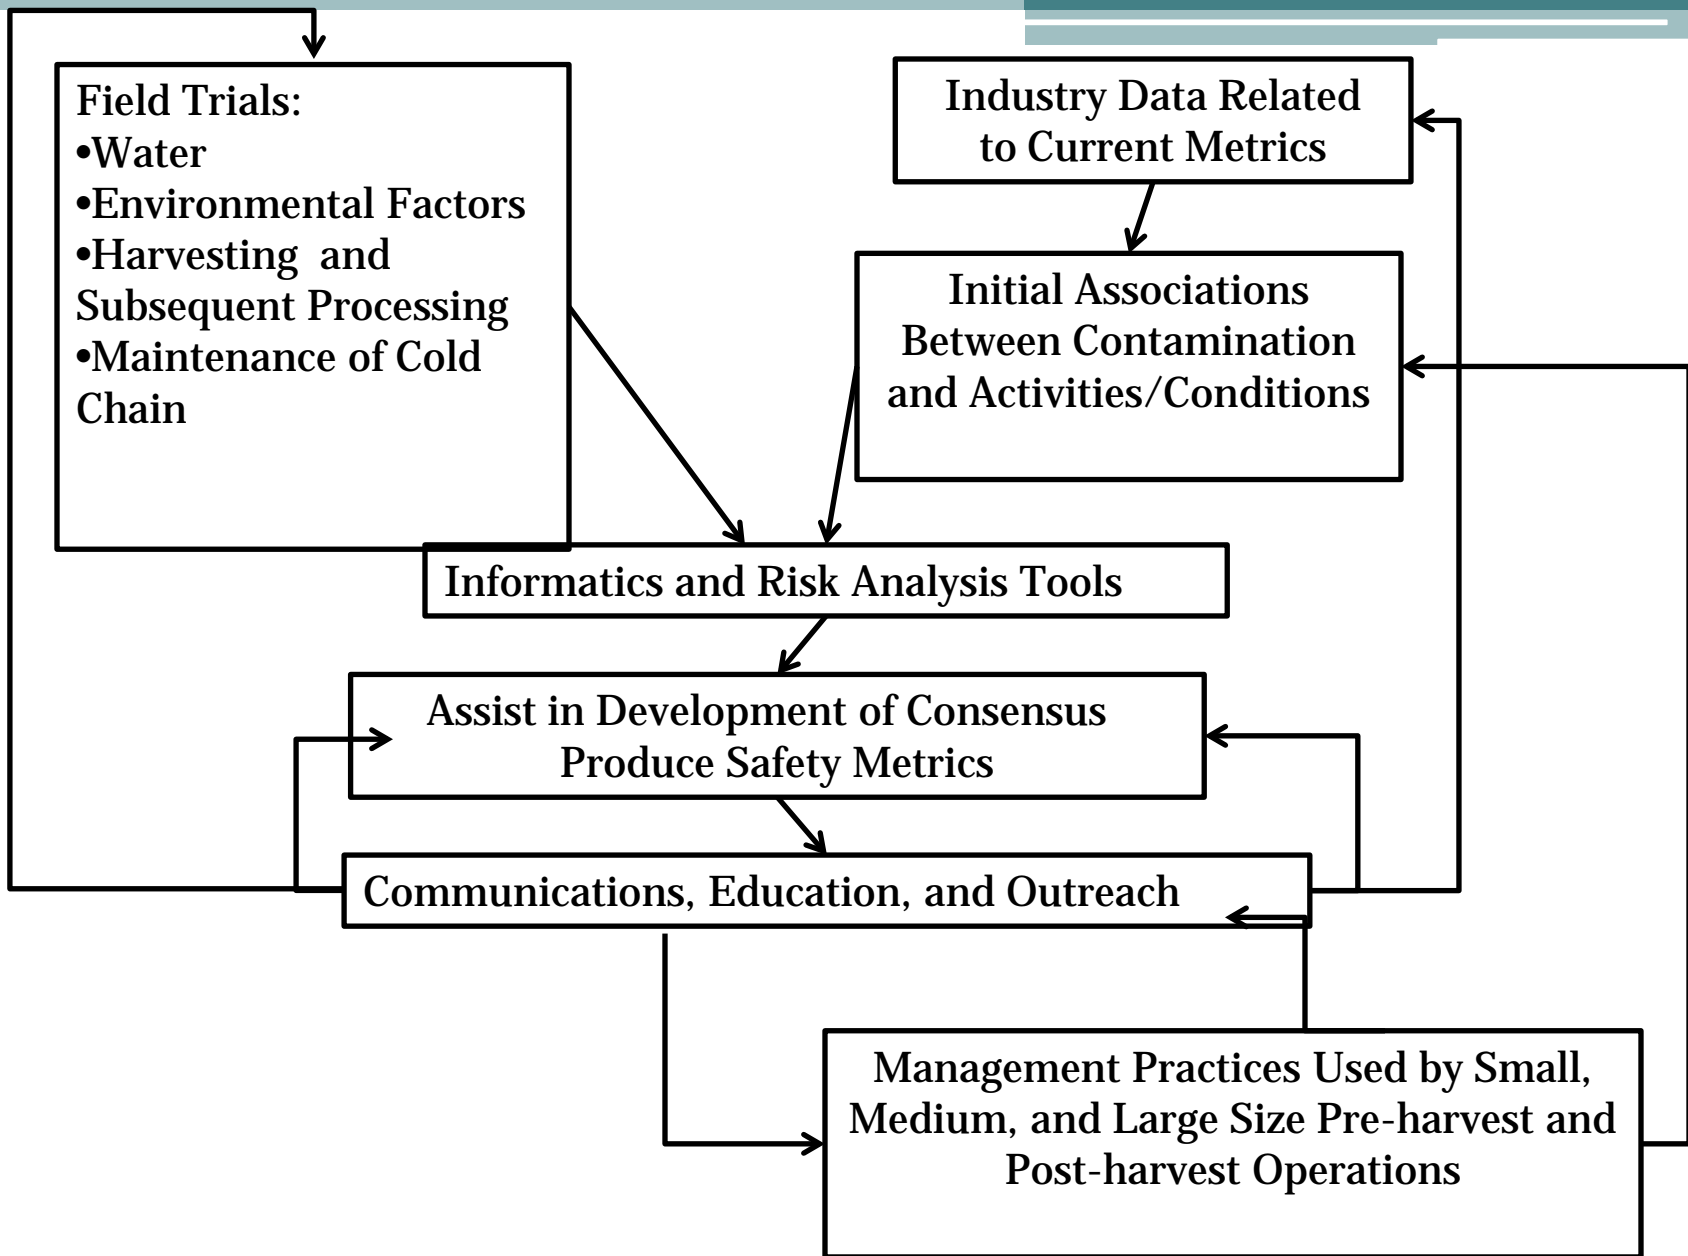 Field Trials:
•Water
•Environmental Factors
•Harvesting and
Subsequent Processing
•Maintenance of Cold
Chain
Industry Data Related
to Current Metrics
Initial Associations
Between Contamination
and Activities/Conditions
Informatics and Risk Analysis Tools
Assist in Development of Consensus
Produce Safety Metrics
Communications, Education, and Outreach
Management Practices Used by Small,
Medium, and Large Size Pre-harvest and
Post-harvest Operations